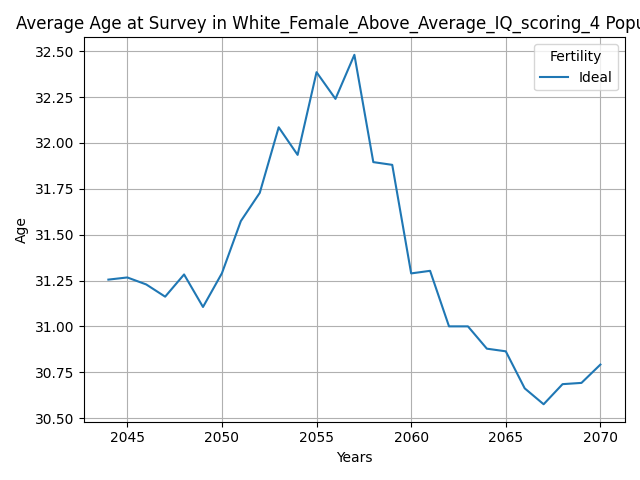 Average Age at Survey in White_Female_Above_Average_IQ_scoring_4 Popu
32.50
32.25
32.00
31.75
31.50
31.25
31.00
30.75
30.50
Age
Fertility
Ideal
2045 2050 2055 2060 2065 2070
Years